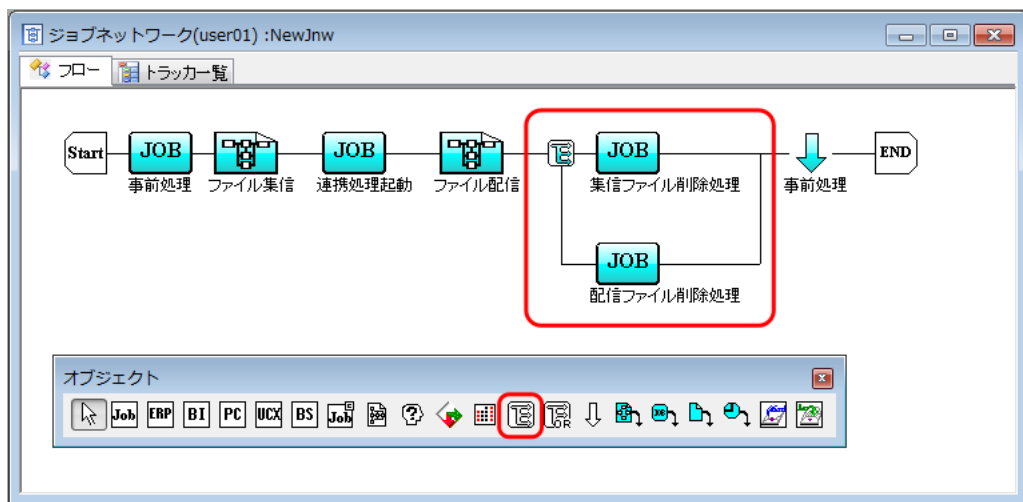 ジョブネットワーク(user01) :NewJnw
フロー
トラッカ一覧
Start
JOB
JOB
JOB
END
事前処理
ファイル集信
連携処理起動
ファイル配信
集信ファイル削除処理
事前処理
JOB
配信ファイル削除処理
オブジェクト
Job ERP BI PC UCX BS Job OR